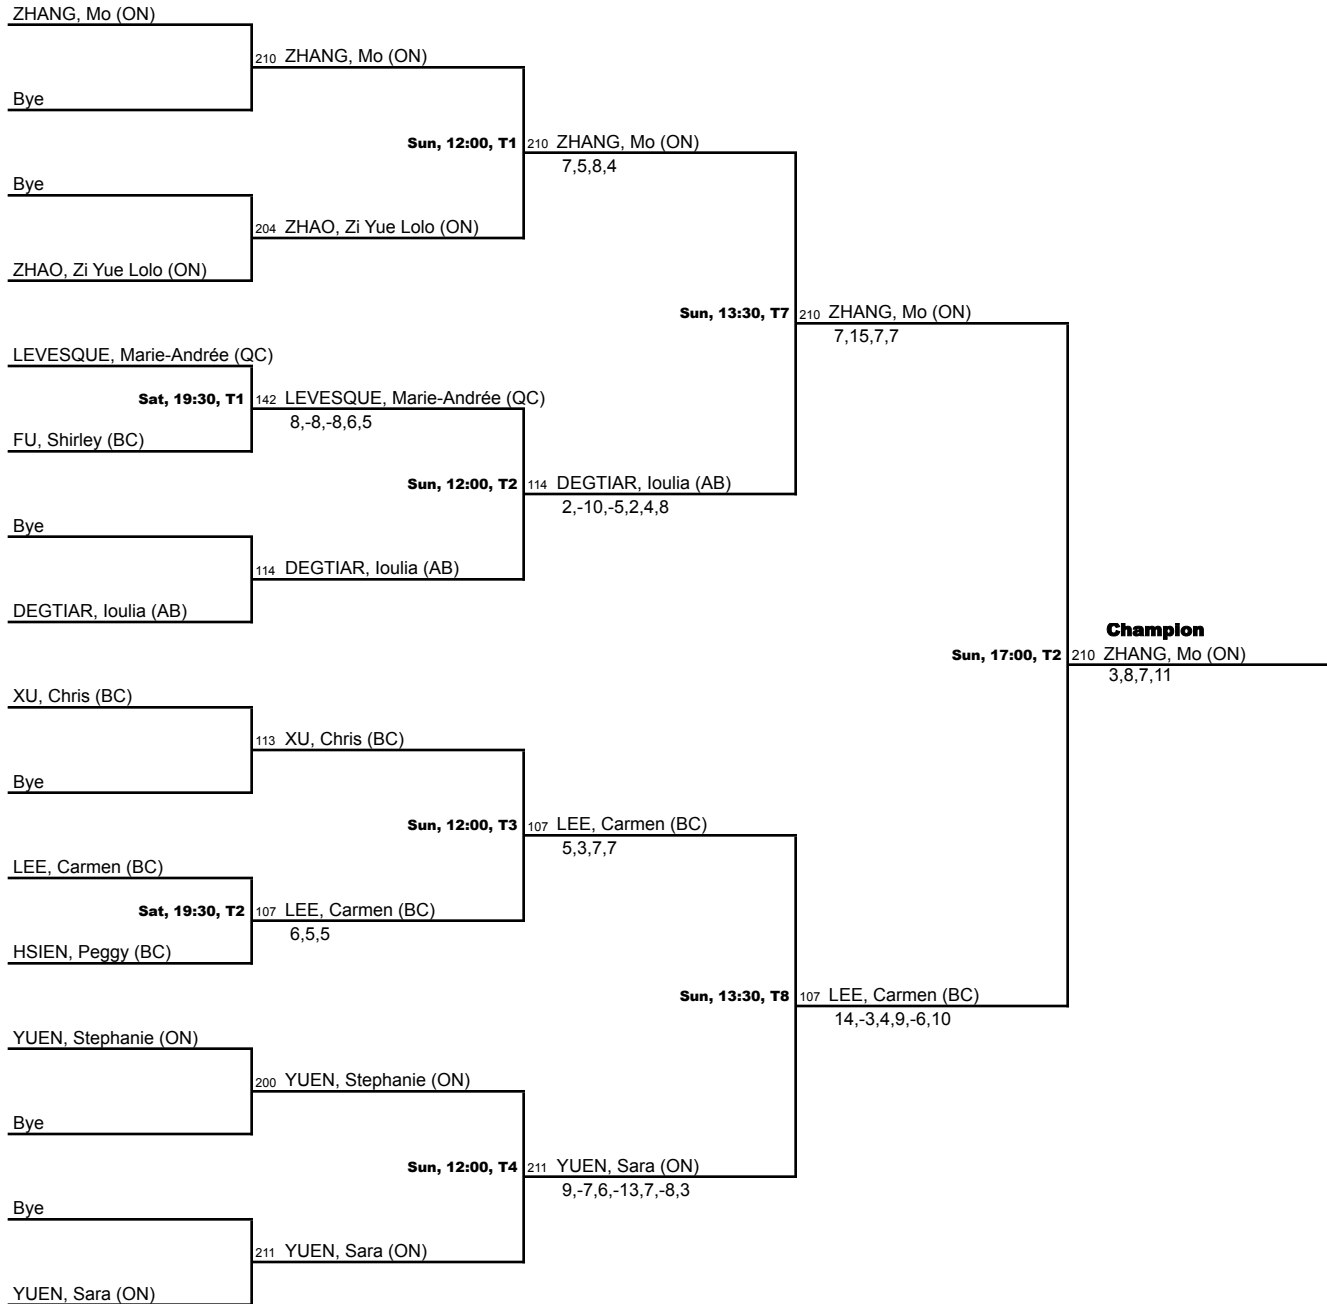 ZHANG, Mo (ON)
210 ZHANG, Mo (ON)
Bye
Sun, 12:00, T1 210 ZHANG, Mo (ON)
7,5,8,4
Bye
204 ZHAO, Zi Yue Lolo (ON)
ZHAO, Zi Yue Lolo (ON)
Sun, 13:30, T7 210 ZHANG, Mo (ON)
7,15,7,7
LEVESQUE, Marie-Andrée (QC)
Sat, 19:30, T1 142 LEVESQUE, Marie-Andrée (QC)
8,-8,-8,6,5
FU, Shirley (BC)
Sun, 12:00, T2 114 DEGTIAR, Ioulia (AB)
2,-10,-5,2,4,8
Bye
114 DEGTIAR, Ioulia (AB)
DEGTIAR, Ioulia (AB)
Champion
Sun, 17:00, T2 210 ZHANG, Mo (ON)
3,8,7,11
XU, Chris (BC)
113 XU, Chris (BC)
Bye
Sun, 12:00, T3 107 LEE, Carmen (BC)
5,3,7,7
LEE, Carmen (BC)
Sat, 19:30, T2 107 LEE, Carmen (BC)
6,5,5
HSIEN, Peggy (BC)
Sun, 13:30, T8 107 LEE, Carmen (BC)
14,-3,4,9,-6,10
YUEN, Stephanie (ON)
200 YUEN, Stephanie (ON)
Bye
Sun, 12:00, T4 211 YUEN, Sara (ON)
9,-7,6,-13,7,-8,3
Bye
211 YUEN, Sara (ON)
YUEN, Sara (ON)